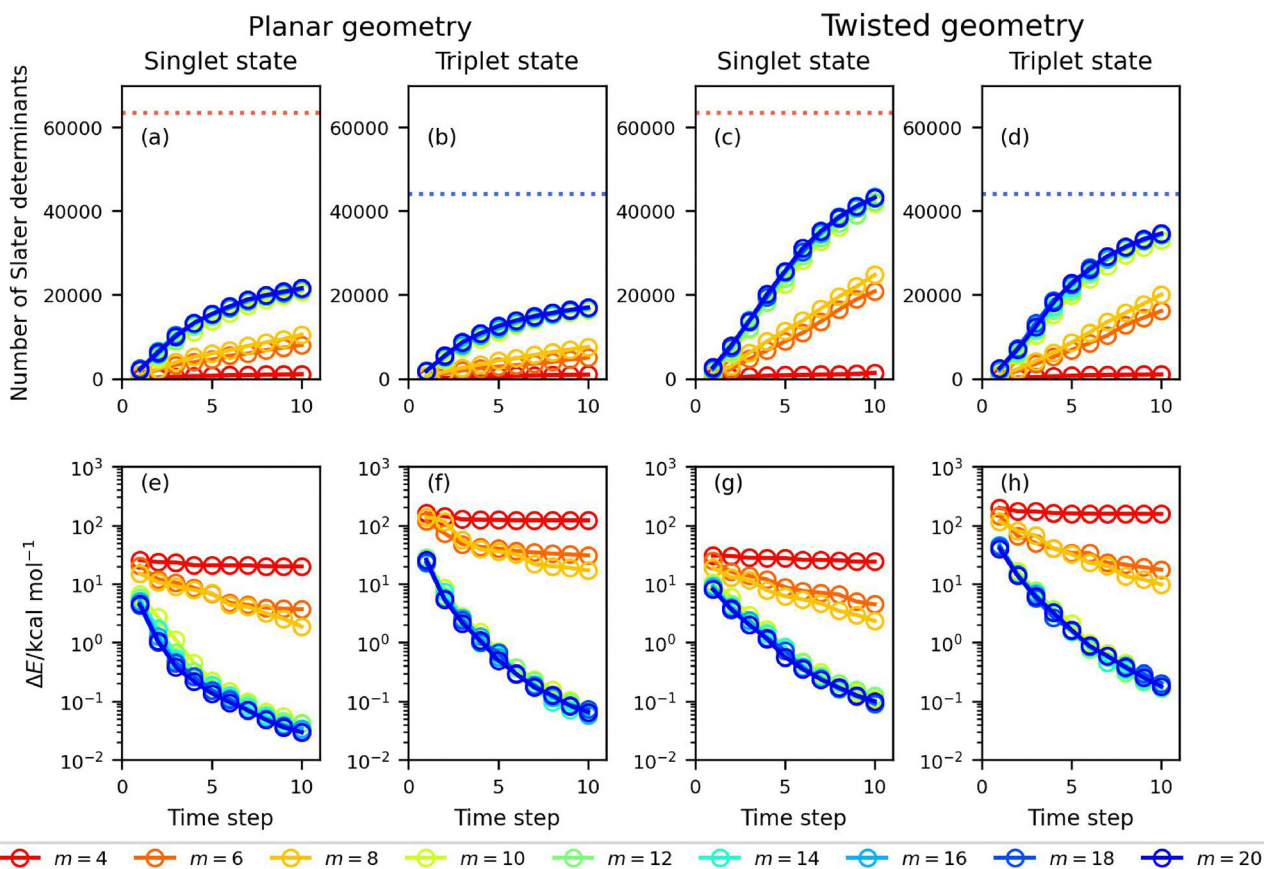 Planar geometry
Twisted geometry
Singlet state
Triplet state
Singlet state
Triplet state
Number of Slater determinants
60000
40000
20000
0
(a)
0
5
10
60000
40000
20000
0
(b)
0
5
10
60000
40000
20000
0
(c)
0
5
10
60000
40000
20000
0
(d)
0
5
10
ΔE/kcal mol⁻¹
10³
10²
10¹
10⁰
10⁻¹
10⁻²
(e)
0
5
10
Time step
10³
10²
10¹
10⁰
10⁻¹
10⁻²
(f)
0
5
10
Time step
10³
10²
10¹
10⁰
10⁻¹
10⁻²
(g)
0
5
10
Time step
10³
10²
10¹
10⁰
10⁻¹
10⁻²
(h)
0
5
10
Time step
m = 4
m = 6
m = 8
m = 10
m = 12
m = 14
m = 16
m = 18
m = 20